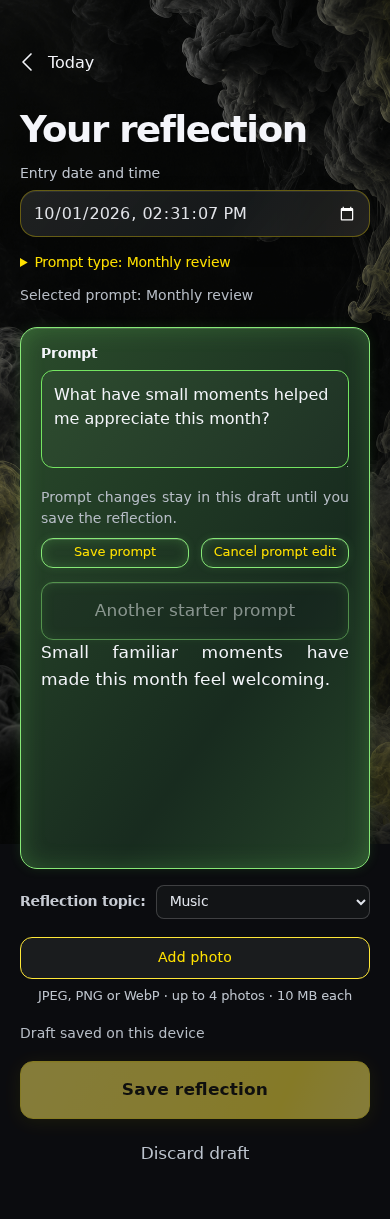 Today
Your reflection
Entry date and time
10/01/2026, 02:31:07 PM
Prompt type: Monthly review
Selected prompt: Monthly review
Prompt
What have small moments helped
me appreciate this month?
Prompt changes stay in this draft until you
save the reflection.
Save prompt
Cancel prompt edit
Another starter prompt
Small familiar moments have
made this month feel welcoming.
Reflection topic:
Music
Add photo
JPEG, PNG or WebP · up to 4 photos · 10 MB each
Draft saved on this device
Save reflection
Discard draft